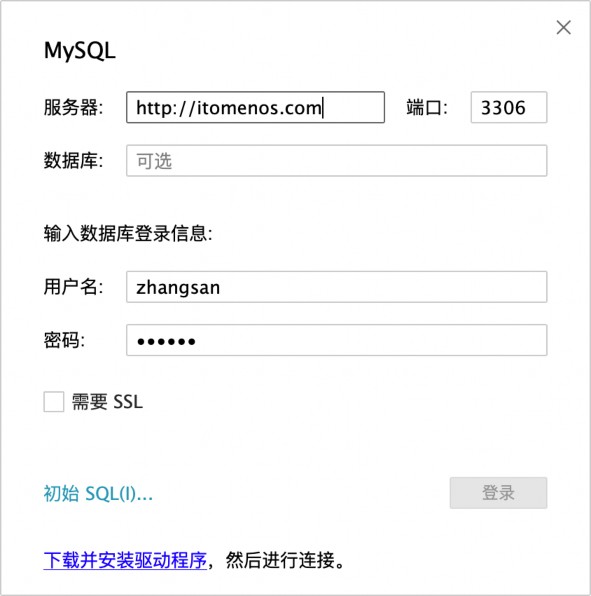 MySQL
服务器: http://itomenos.com 端口: 3306
数据库: 可选
输入数据库登录信息:
用户名: zhangsan
密码: ••••••
需要 SSL
初始 SQL(I)... 登录
下载并安装驱动程序，然后进行连接。